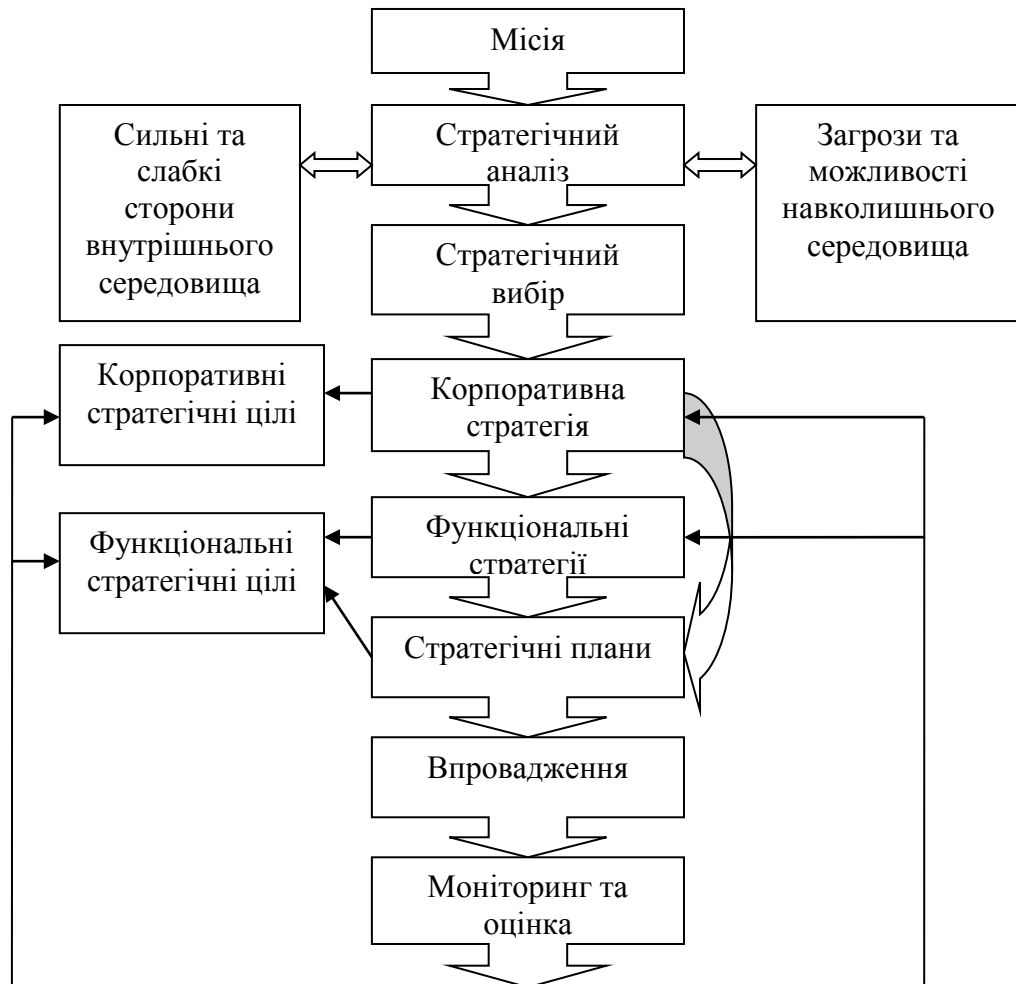 Місія
Сильні та
слабкі
сторони
внутрішнього
середовища
Стратегічний
аналіз
Загрози та
можливості
навколишнього
середовища
Стратегічний
вибір
Корпоративні
стратегічні цілі
Корпоративна
стратегія
Функціональні
стратегічні цілі
Функціональні
стратегії
Стратегічні плани
Впровадження
Моніторинг та
оцінка